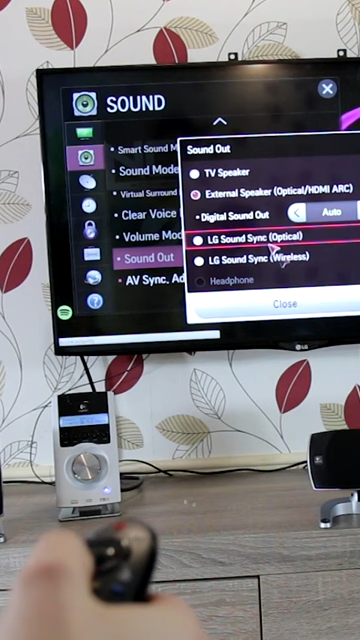 SOUND
Smart Sound M
Sound Mode
Virtual Surround
Clear Voice
Volume Mod
Sound Out
AV Sync. Ad
Sound Out
TV Speaker
External Speaker (Optical/HDMI ARC)
Digital Sound Out
Auto
LG Sound Sync (Optical)
LG Sound Sync (Wireless)
Headphone
Close
LG